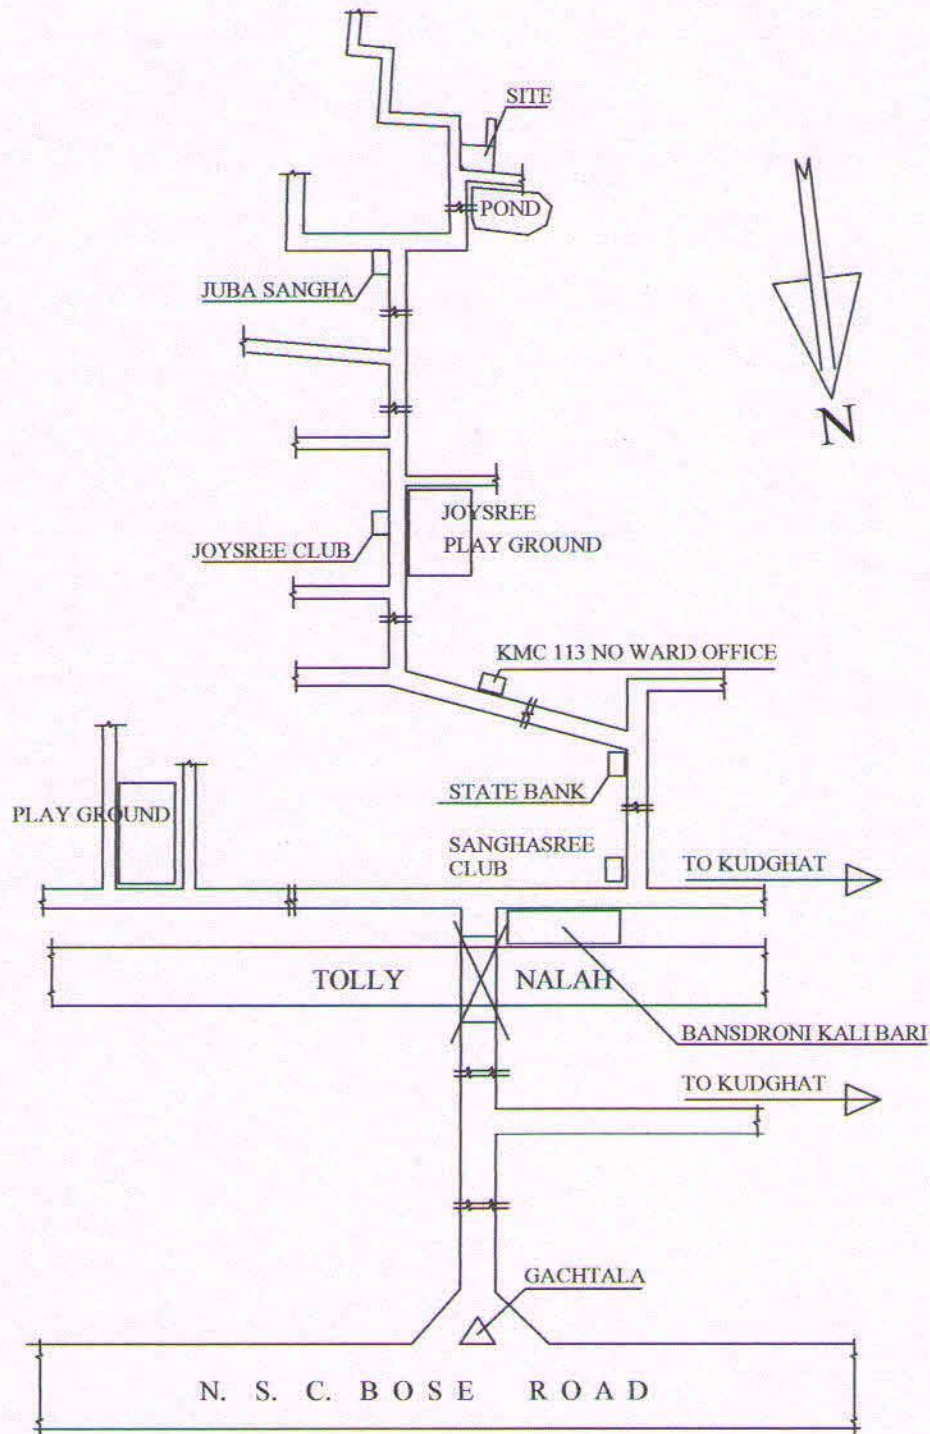 SITE
POND
JUBA SANGHA
N
JOYSREE
PLAY GROUND
JOYSREE CLUB
KMC 113 NO WARD OFFICE
STATE BANK
PLAY GROUND
SANGHASREE
CLUB
TO KUDGHAT
TOLLY NALAH
BANSDRONI KALI BARI
TO KUDGHAT
GACHTALA
N. S. C. BOSE ROAD